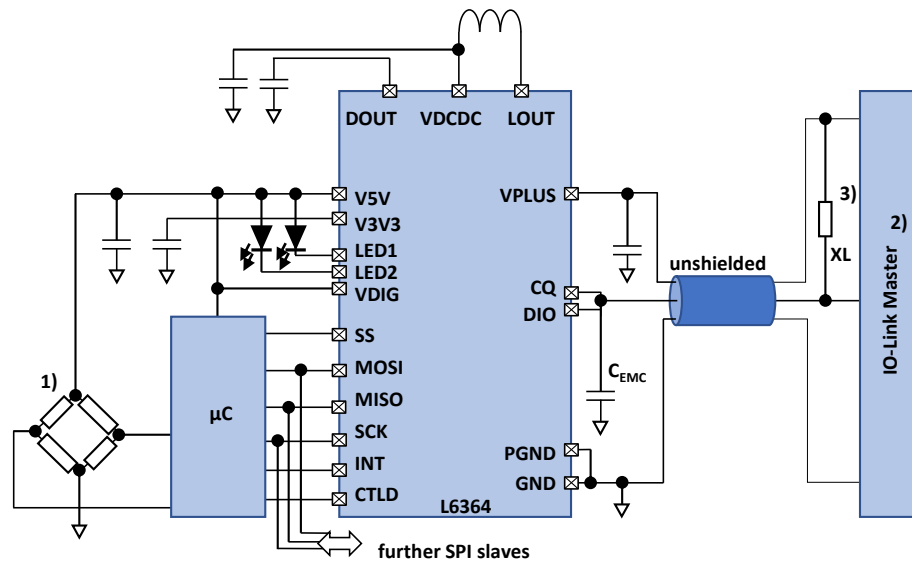 DOUT VDCDC LOUT
V5V
V3V3
LED1
LED2
VDIG
SS
MOSI
MISO
SCK
INT
CTLD
VPLUS
CQ
DIO
PGND
GND
L6364
1)
µC
CEMC
unshielded
3)
XL
2)
IO-Link Master
further SPI slaves